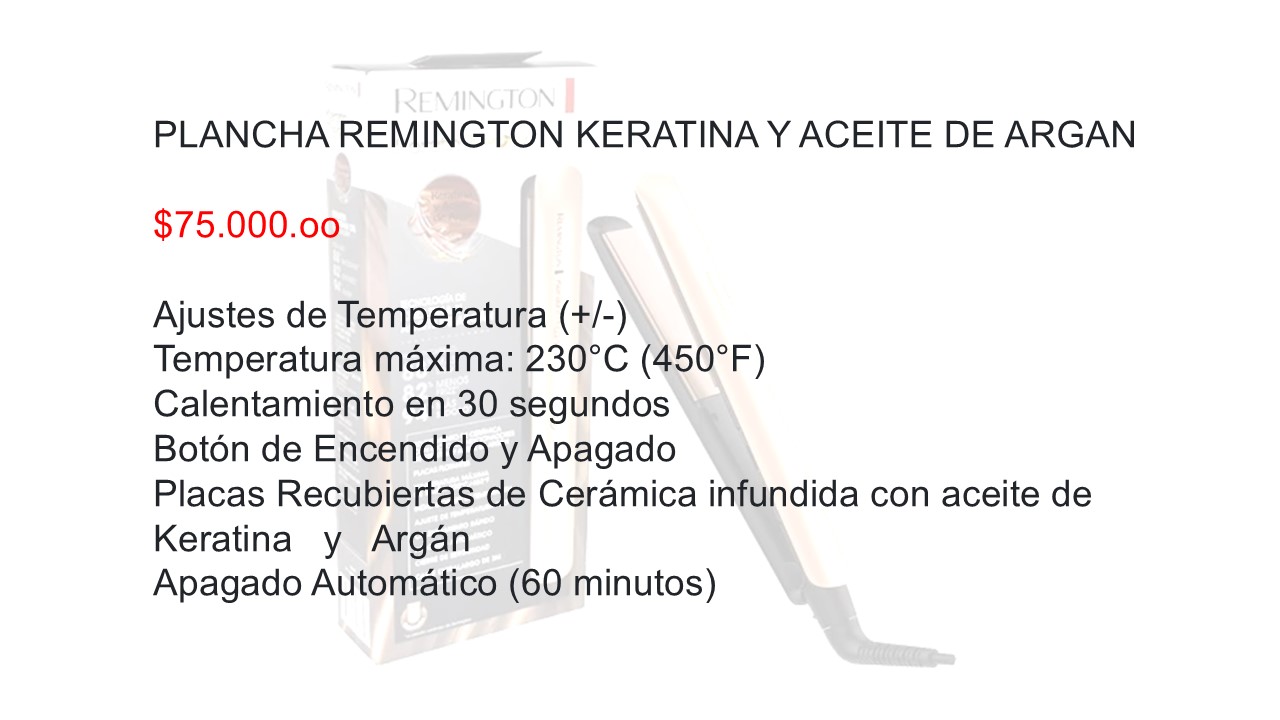 REMINGTON
PLANCHA REMINGTON KERATINA Y ACEITE DE ARGAN
$75.000.oo
Ajustes de Temperatura (+/-)
Temperatura máxima: 230°C (450°F)
Calentamiento en 30 segundos
Botón de Encendido y Apagado
Placas Recubiertas de Cerámica infundida con aceite de
Keratina y Argán
Apagado Automático (60 minutos)